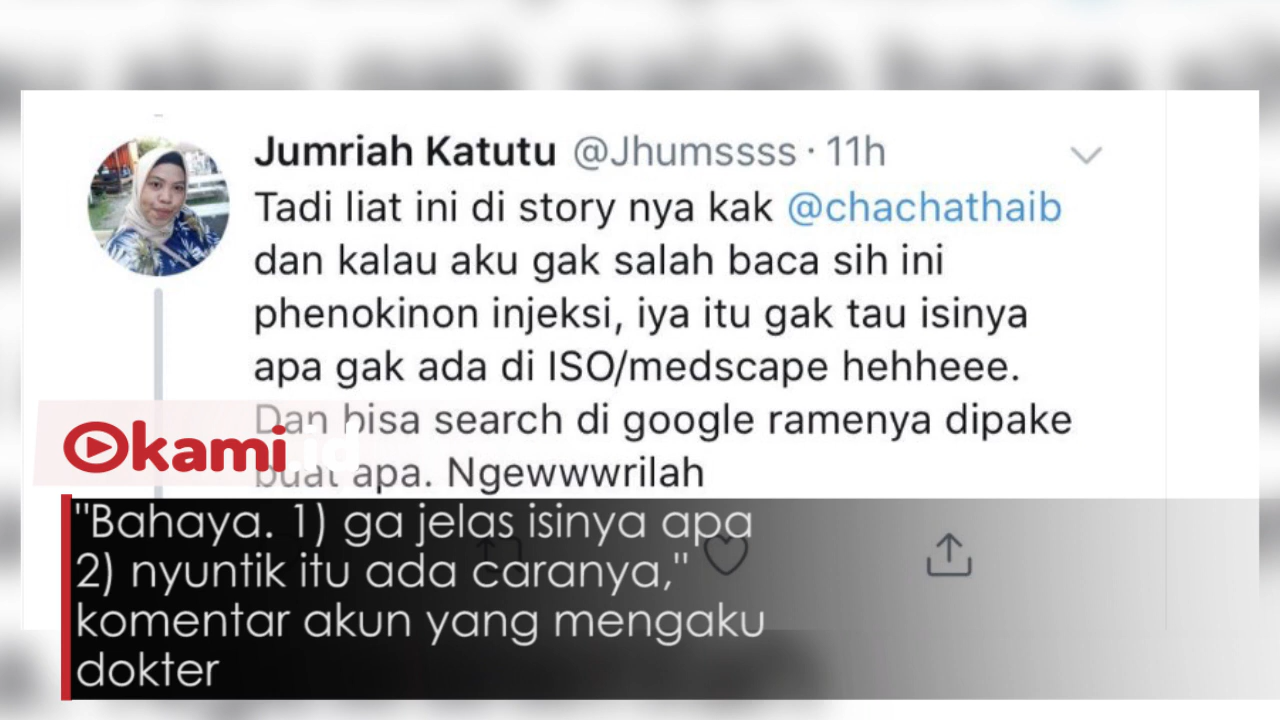 Jumriah Katutu @Jhumssss · 11h
Tadi liat ini di story nya kak @chachathaib
dan kalau aku gak salah baca sih ini
phenokinon injeksi, iya itu gak tau isinya
apa gak ada di ISO/medscape hehheee.
Dan bisa search di google ramenya dipake
buat apa. Ngewwwrilah
Okami.id
"Bahaya. 1) ga jelas isinya apa
2) nyuntik itu ada caranya,"
komentar akun yang mengaku
dokter